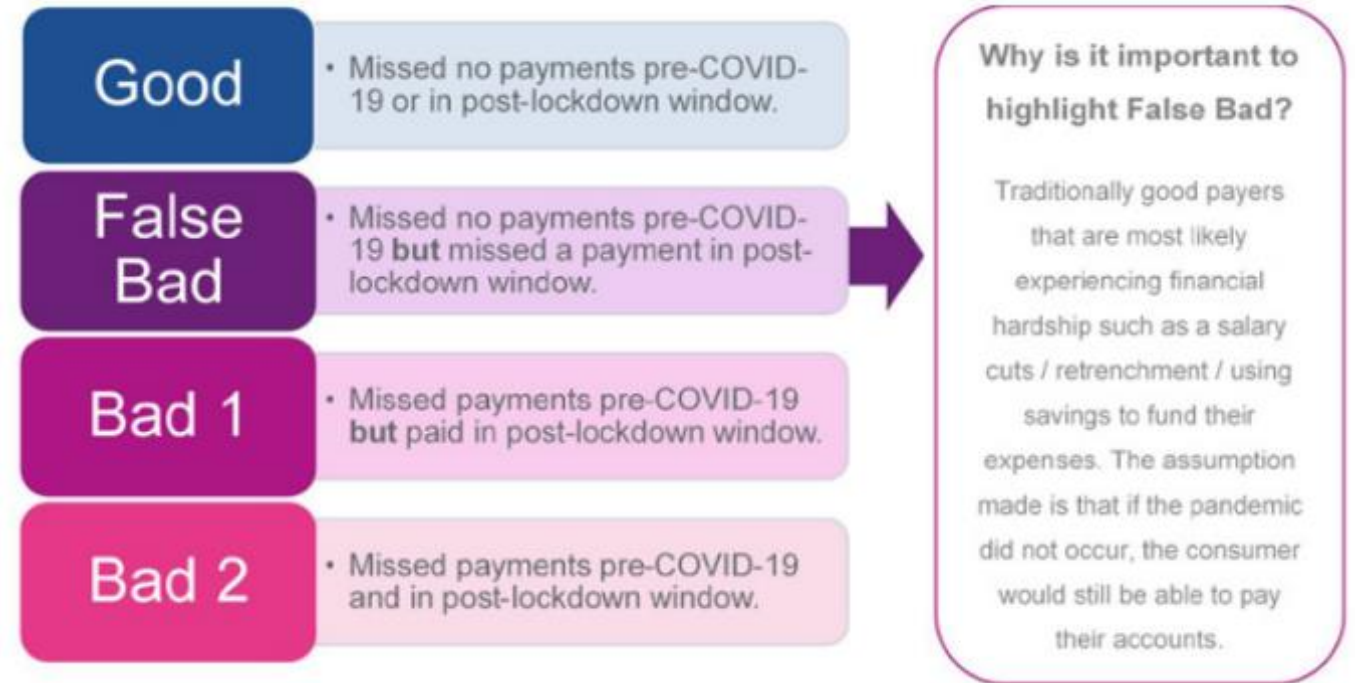 Good
• Missed no payments pre-COVID-
19 or in post-lockdown window.
False
Bad
• Missed no payments pre-COVID-
19 but missed a payment in post-
lockdown window.
Bad 1
• Missed payments pre-COVID-19
but paid in post-lockdown window.
Bad 2
• Missed payments pre-COVID-19
and in post-lockdown window.
Why is it important to
highlight False Bad?
Traditionally good payers
that are most likely
experiencing financial
hardship such as a salary
cuts / retrenchment / using
savings to fund their
expenses. The assumption
made is that if the pandemic
did not occur, the consumer
would still be able to pay
their accounts.